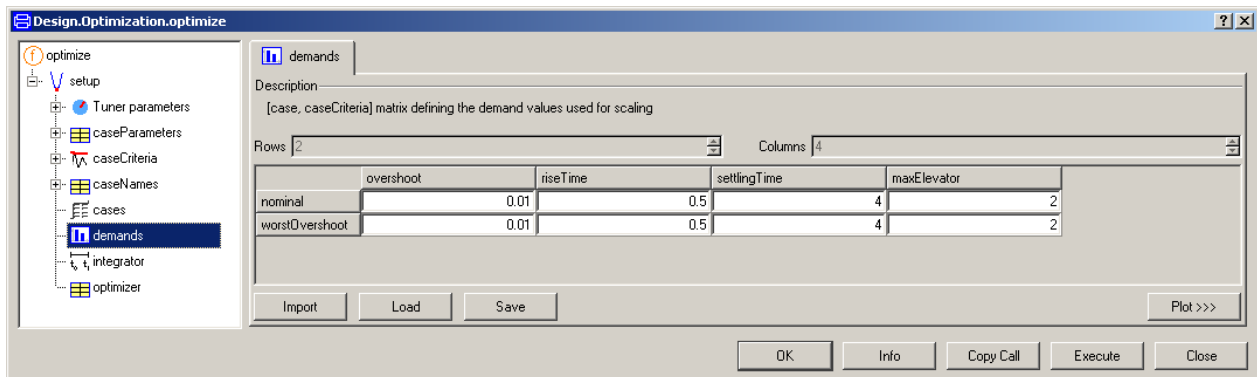 Design.Optimization.optimize
optimize
setup
Tuner parameters
caseParameters
caseCriteria
caseNames
cases
demands
integrator
optimizer
demands
Description
[case, caseCriteria] matrix defining the demand values used for scaling
Rows 2 Columns 4
overshoot riseTime settlingTime maxElevator
nominal 0.01 0.5 4 2
worstOvershoot 0.01 0.5 4 2
Import Load Save Plot >>>
OK Info Copy Call Execute Close